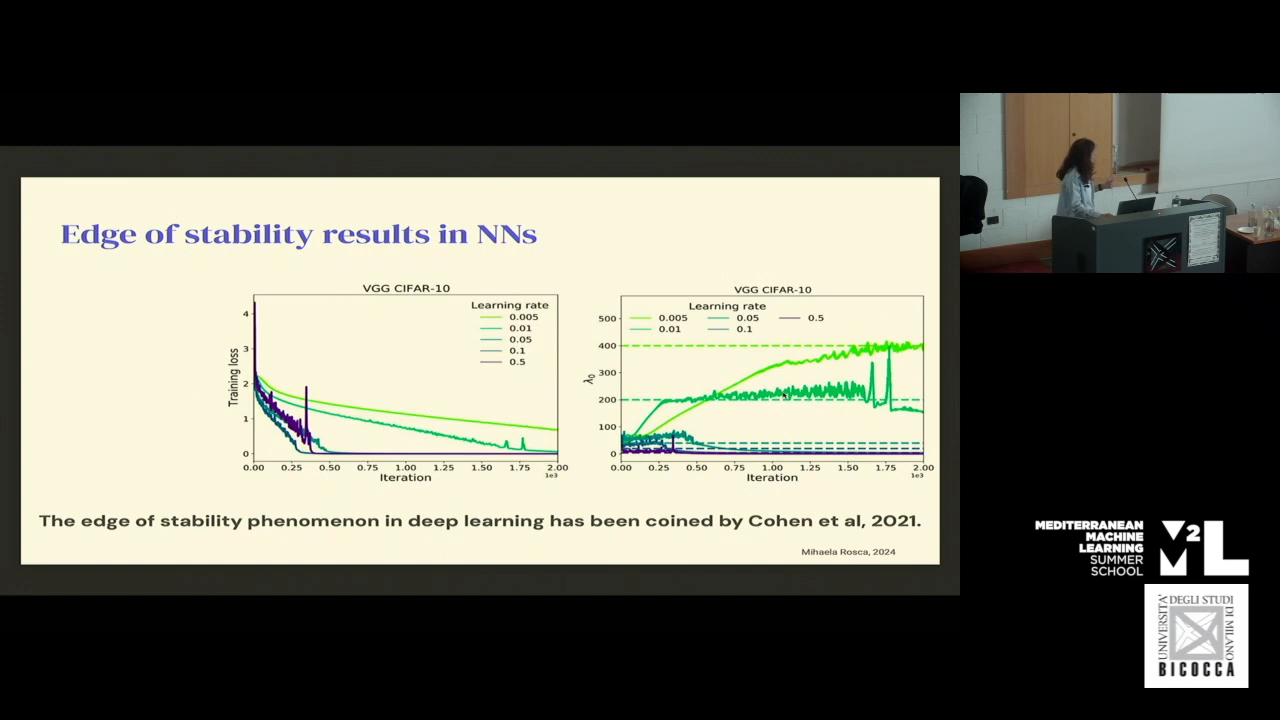 Edge of stability results in NNs
VGG CIFAR-10
Learning rate
0.005
0.01
0.05
0.1
0.5
Training loss
4
3
2
1
0
0.00 0.25 0.50 0.75 1.00 1.25 1.50 1.75 2.00
1e3
Iteration
VGG CIFAR-10
Learning rate
0.005 0.05 0.5
0.01 0.1
λ0
500
400
300
200
100
0
0.00 0.25 0.50 0.75 1.00 1.25 1.50 1.75 2.00
1e3
Iteration
The edge of stability phenomenon in deep learning has been coined by Cohen et al, 2021.
Mihaela Rosca, 2024
MEDITERRANEAN
MACHINE
LEARNING
SUMMER
SCHOOL
M2L
UNIVERSITA'
DEGLI STUDI
DI MILANO
BICOCCA